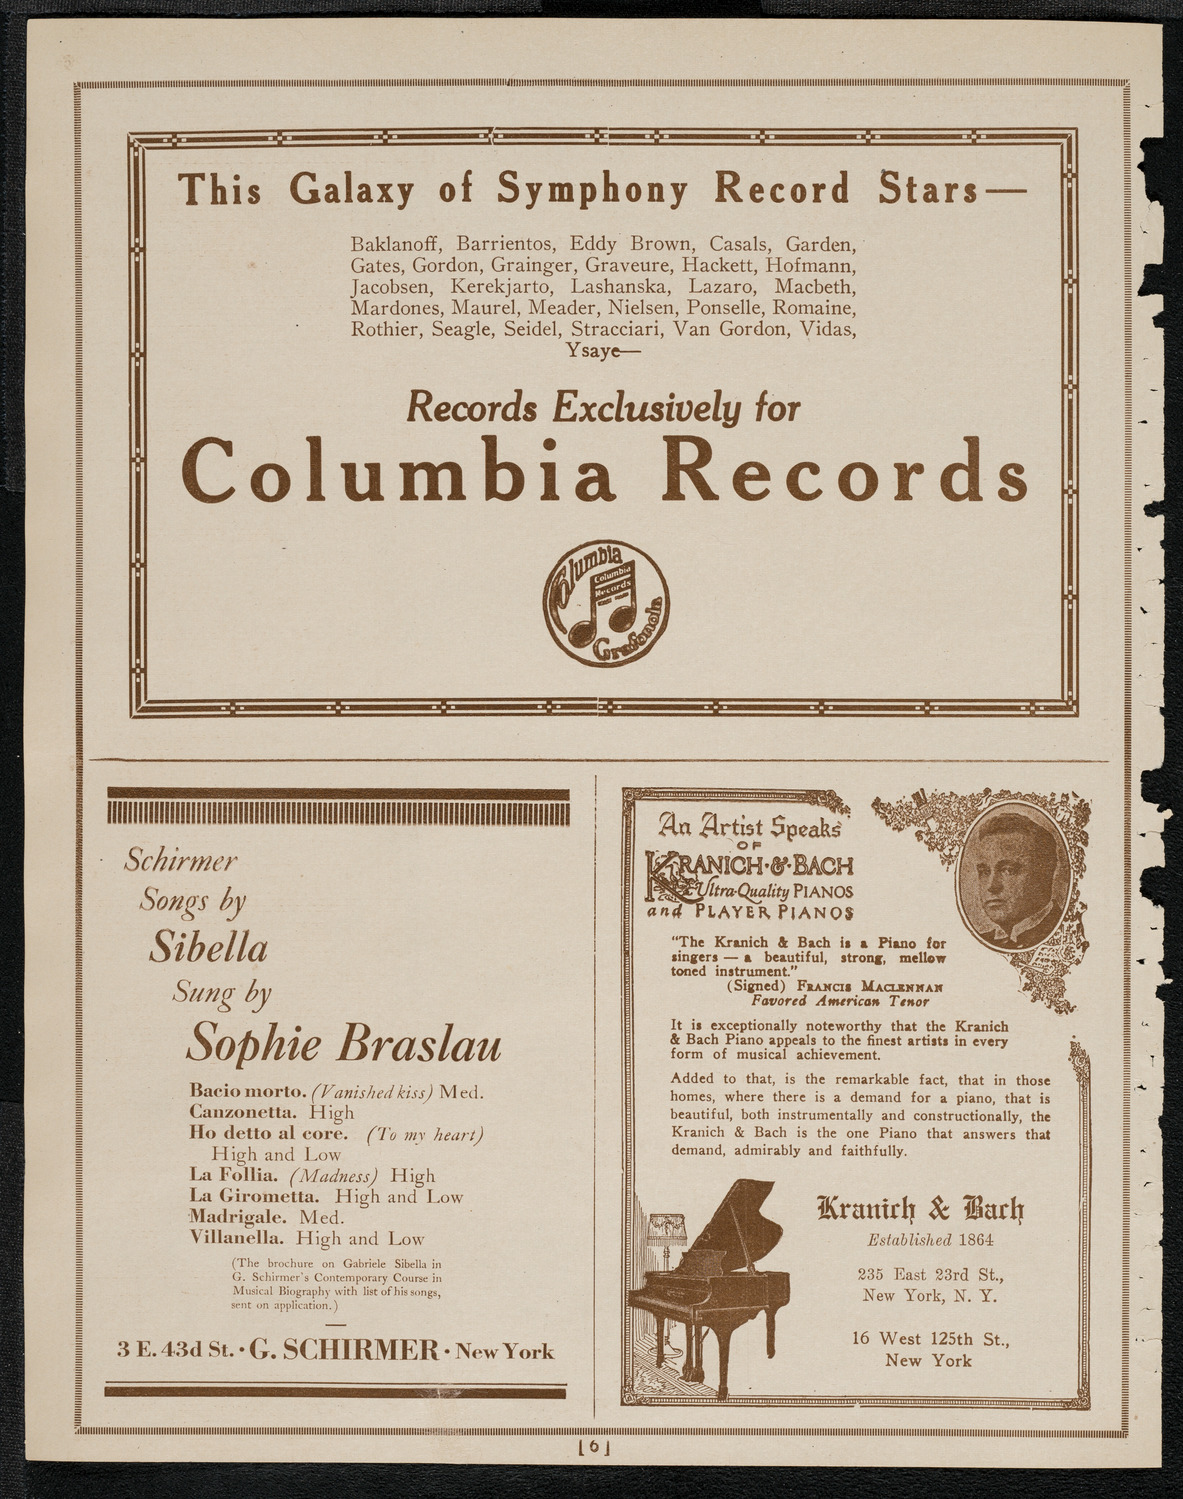 This Galaxy of Symphony Record Stars—
Baklanoff, Barrientos, Eddy Brown, Casals, Garden,
Gates, Gordon, Grainger, Graveure, Hackett, Hofmann,
Jacobsen, Kerekjarto, Lashanska, Lazaro, Macbeth,
Mardones, Maurel, Meader, Nielsen, Ponselle, Romaine,
Rothier, Seagle, Seidel, Stracciari, Van Gordon, Vidas,
Ysaye—
Records Exclusively for
Columbia Records
Columbia
Columbia
Records
Grafonola
Schirmer
Songs by
Sibella
Sung by
Sophie Braslau
Bacio morto. (Vanished kiss) Med.
Canzonetta. High
Ho detto al core. (To my heart)
High and Low
La Follia. (Madness) High
La Girometta. High and Low
Madrigale. Med.
Villanella. High and Low
(The brochure on Gabriele Sibella in
G. Schirmer's Contemporary Course in
Musical Biography with list of his songs,
sent on application.)
3 E. 43d St. · G. SCHIRMER · New York
An Artist Speaks
OF
KRANICH·&·BACH
Ultra-Quality PIANOS
and PLAYER PIANOS
"The Kranich & Bach is a Piano for
singers — a beautiful, strong, mellow
toned instrument."
(Signed) FRANCIS MACLENNAN
Favored American Tenor
It is exceptionally noteworthy that the Kranich
& Bach Piano appeals to the finest artists in every
form of musical achievement.
Added to that, is the remarkable fact, that in those
homes, where there is a demand for a piano, that is
beautiful, both instrumentally and constructionally, the
Kranich & Bach is the one Piano that answers that
demand, admirably and faithfully.
Kranich & Bach
Established 1864
235 East 23rd St.,
New York, N. Y.
16 West 125th St.,
New York
[6]